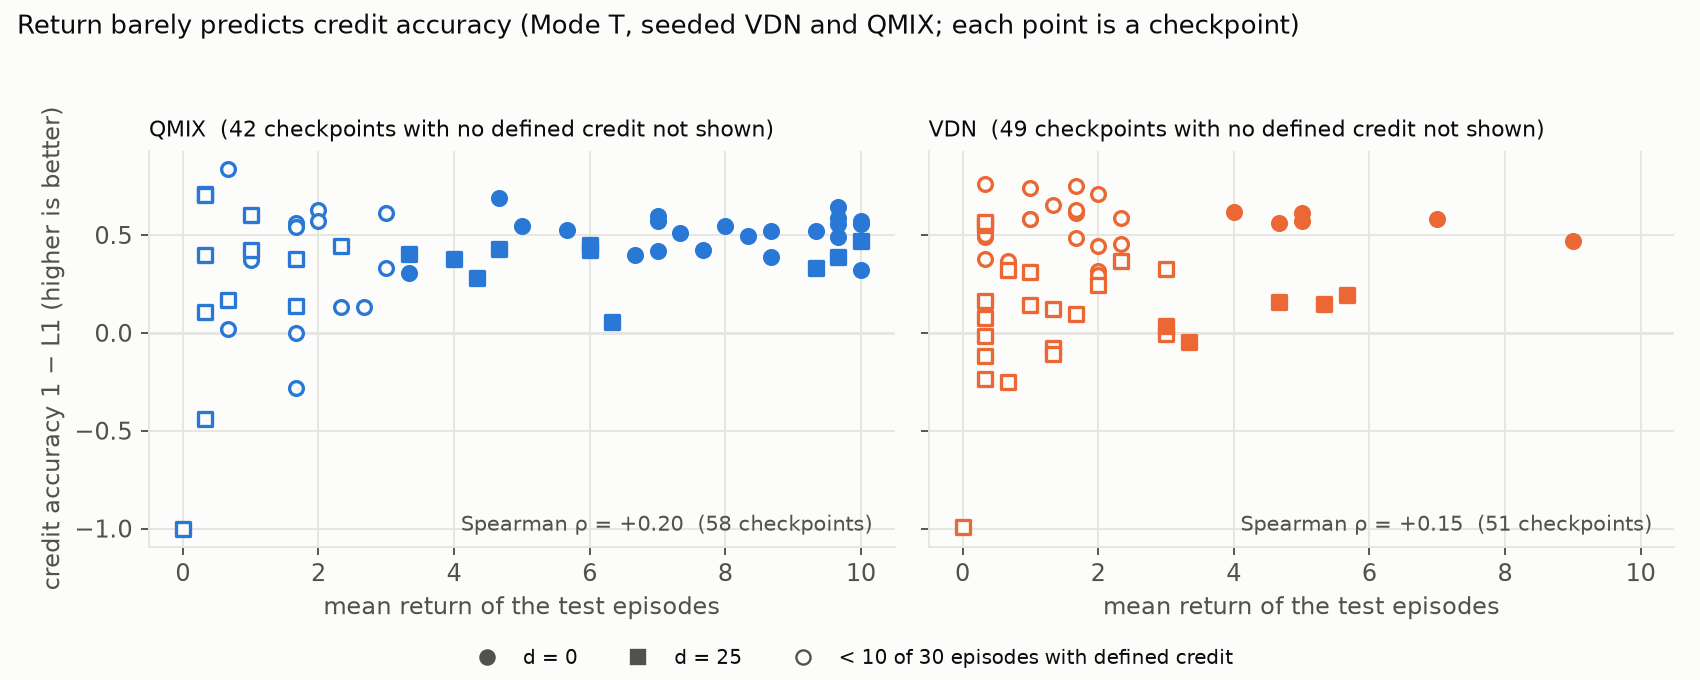 Return barely predicts credit accuracy (Mode T, seeded VDN and QMIX; each point is a checkpoint)
QMIX (42 checkpoints with no defined credit not shown)
VDN (49 checkpoints with no defined credit not shown)
credit accuracy 1 − L1 (higher is better)
0.5
0.0
−0.5
−1.0
Spearman ρ = +0.20 (58 checkpoints)
Spearman ρ = +0.15 (51 checkpoints)
0 2 4 6 8 10
0 2 4 6 8 10
mean return of the test episodes
mean return of the test episodes
d = 0 d = 25 < 10 of 30 episodes with defined credit